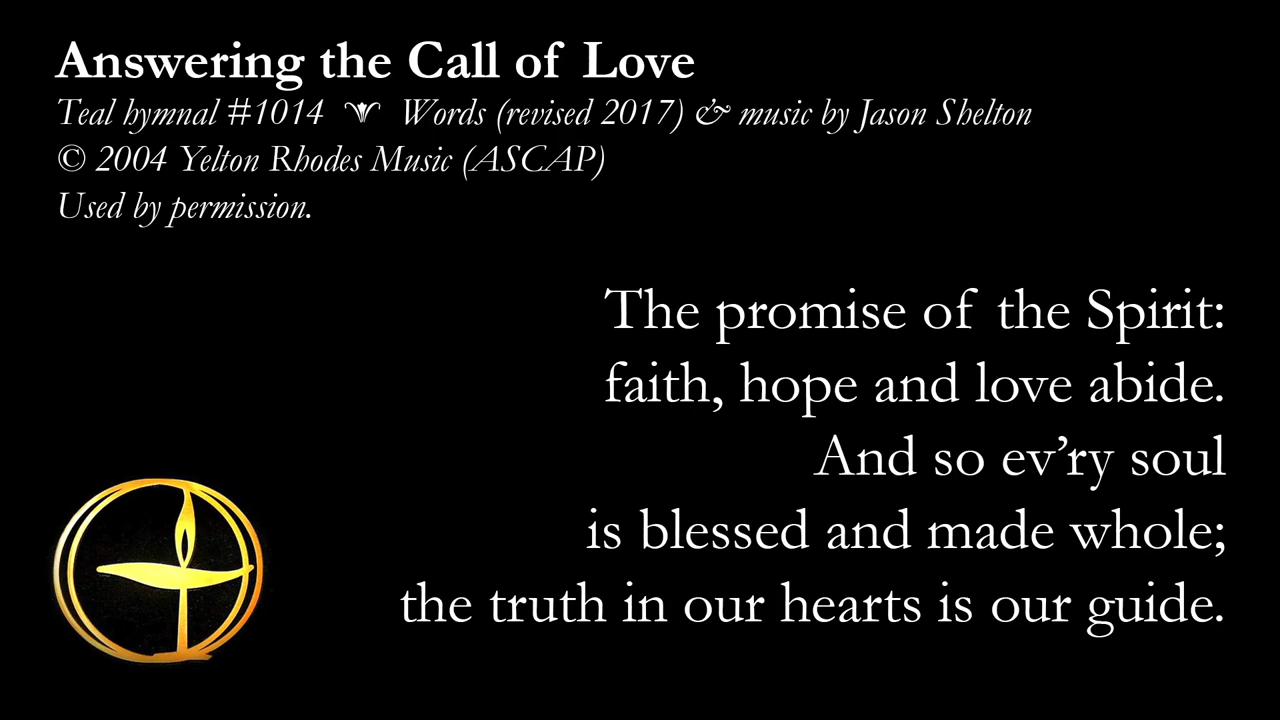 Answering the Call of Love
Teal hymnal #1014 Words (revised 2017) & music by Jason Shelton
© 2004 Yelton Rhodes Music (ASCAP)
Used by permission.
The promise of the Spirit:
faith, hope and love abide.
And so ev’ry soul
is blessed and made whole;
the truth in our hearts is our guide.